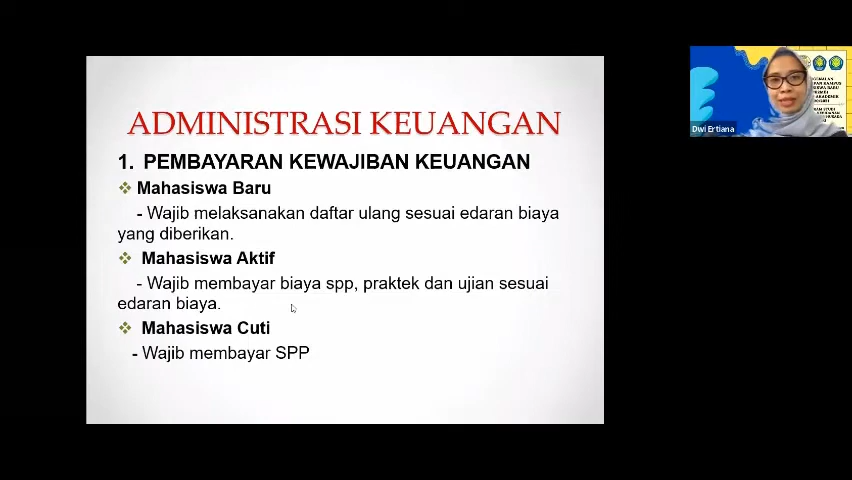 ADMINISTRASI KEUANGAN
1. PEMBAYARAN KEWAJIBAN KEUANGAN
Mahasiswa Baru
- Wajib melaksanakan daftar ulang sesuai edaran biaya
yang diberikan.
Mahasiswa Aktif
- Wajib membayar biaya spp, praktek dan ujian sesuai
edaran biaya.
Mahasiswa Cuti
- Wajib membayar SPP
Dwi Ertiana